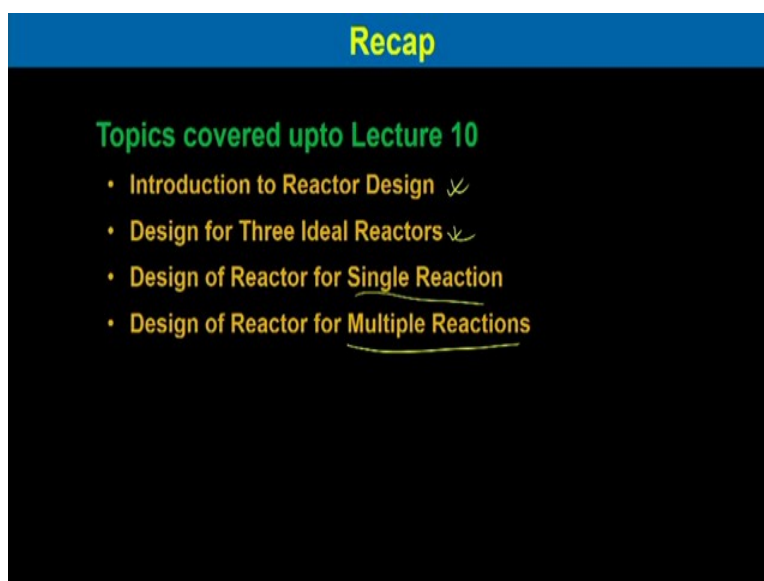 Recap
Topics covered upto Lecture 10
• Introduction to Reactor Design
• Design for Three Ideal Reactors
• Design of Reactor for Single Reaction
• Design of Reactor for Multiple Reactions